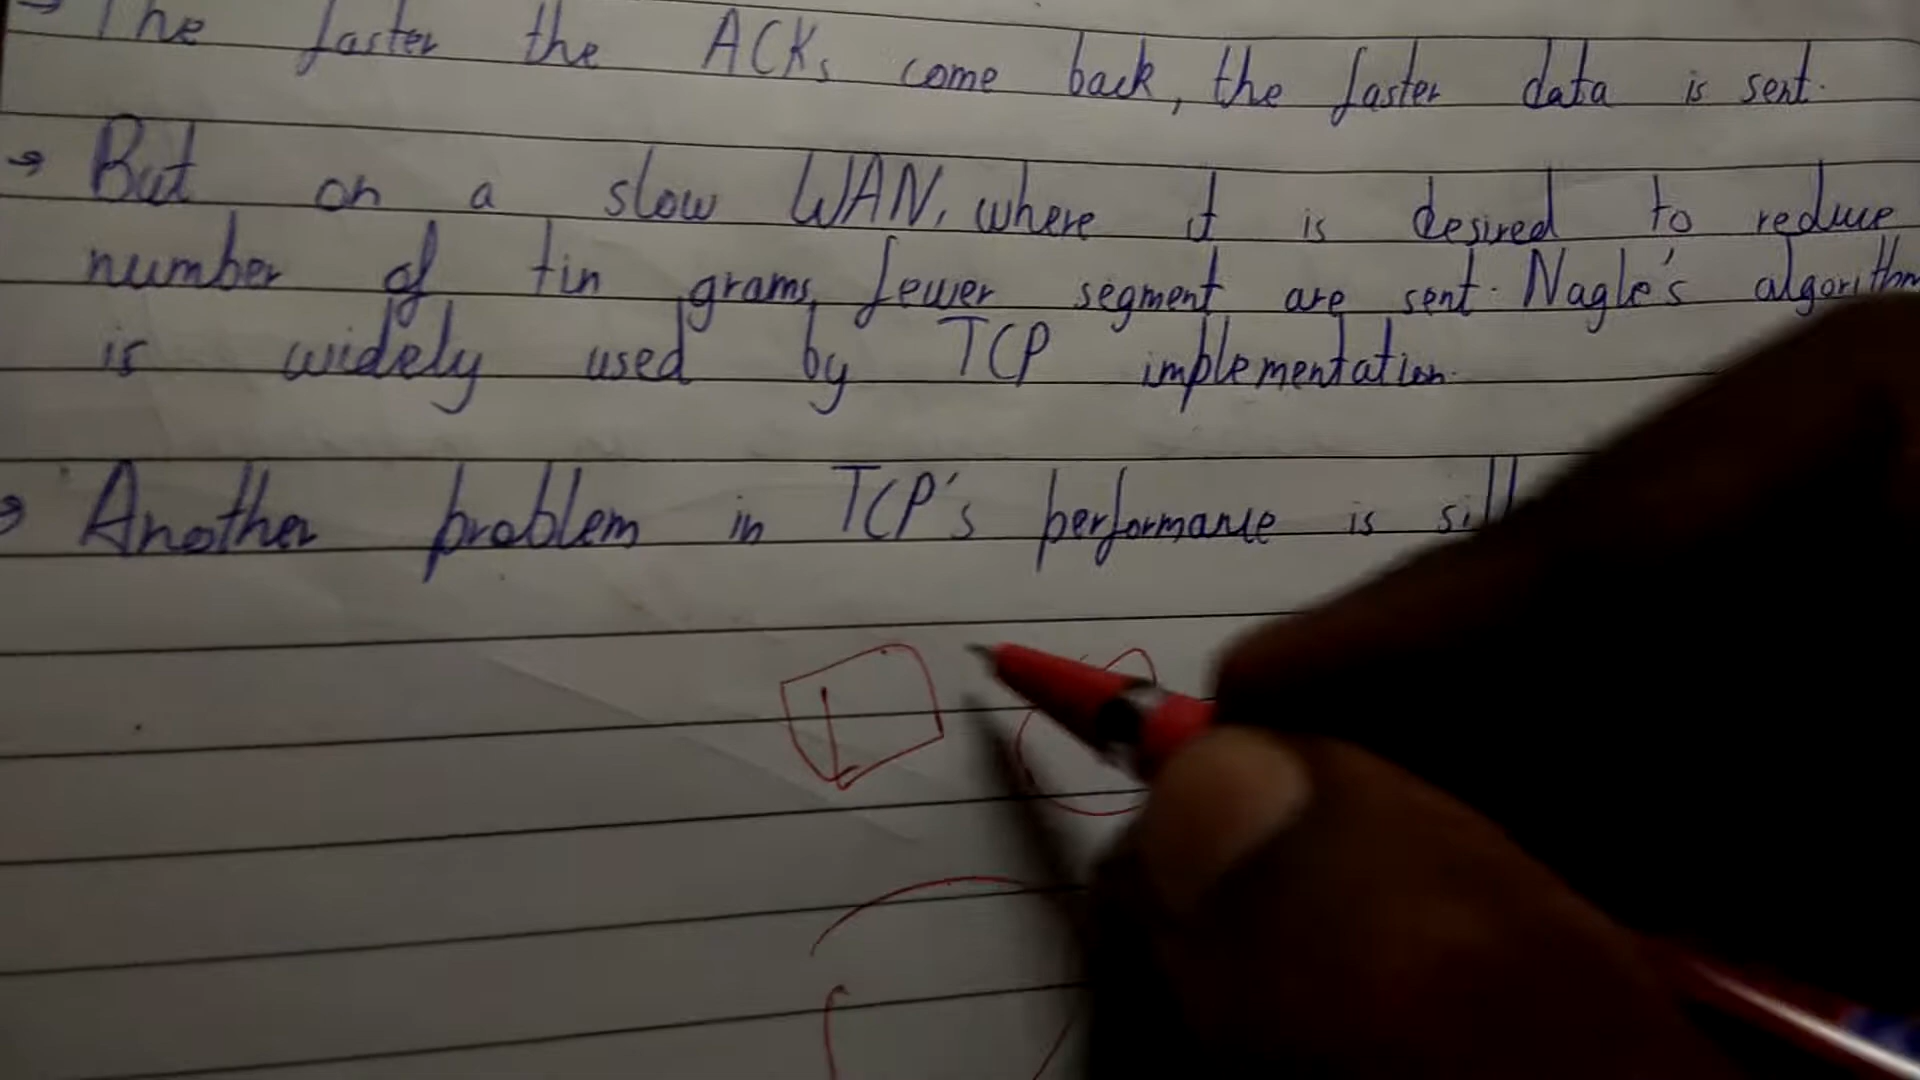 → The faster the ACKs come back, the faster data is sent.
→ But on a slow WAN, where it is desired to reduce
number of tin grams, fewer segment are sent. Nagle's algorithm
is widely used by TCP implementation.
→ Another problem in TCP's performance is